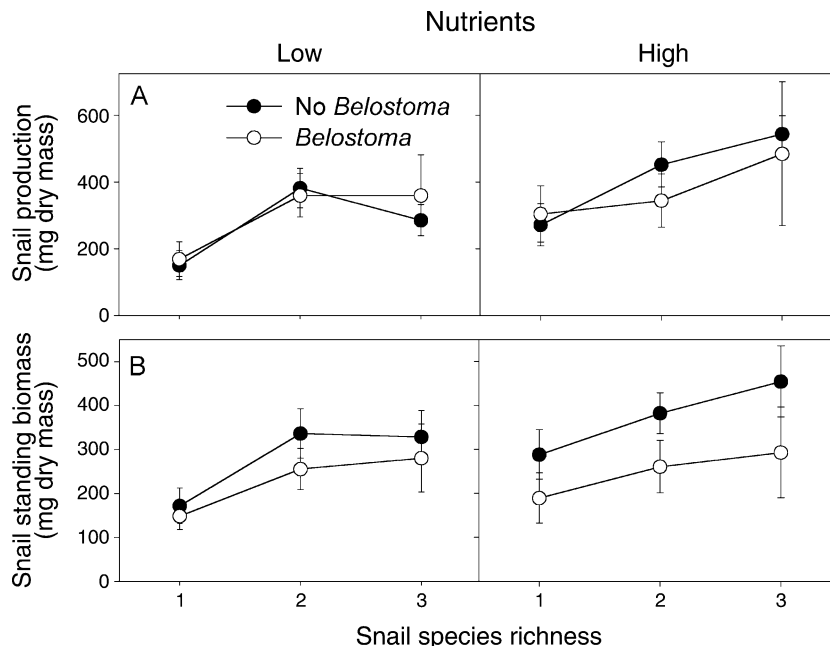 Nutrients
Low
High
A
No Belostoma
Belostoma
Snail production
(mg dry mass)
600
400
200
0
B
Snail standing biomass
(mg dry mass)
500
400
300
200
100
0
1 2 3 1 2 3
Snail species richness